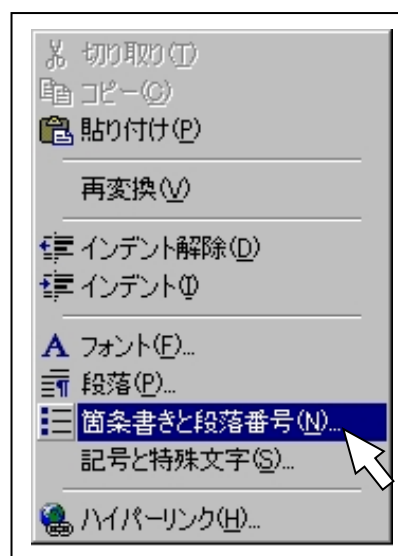 切り取り(T)
コピー(C)
貼り付け(P)
再変換(V)
インデント解除(D)
インデント(I)
フォント(F)...
段落(P)...
箇条書きと段落番号(N)...
記号と特殊文字(S)...
ハイパーリンク(H)...